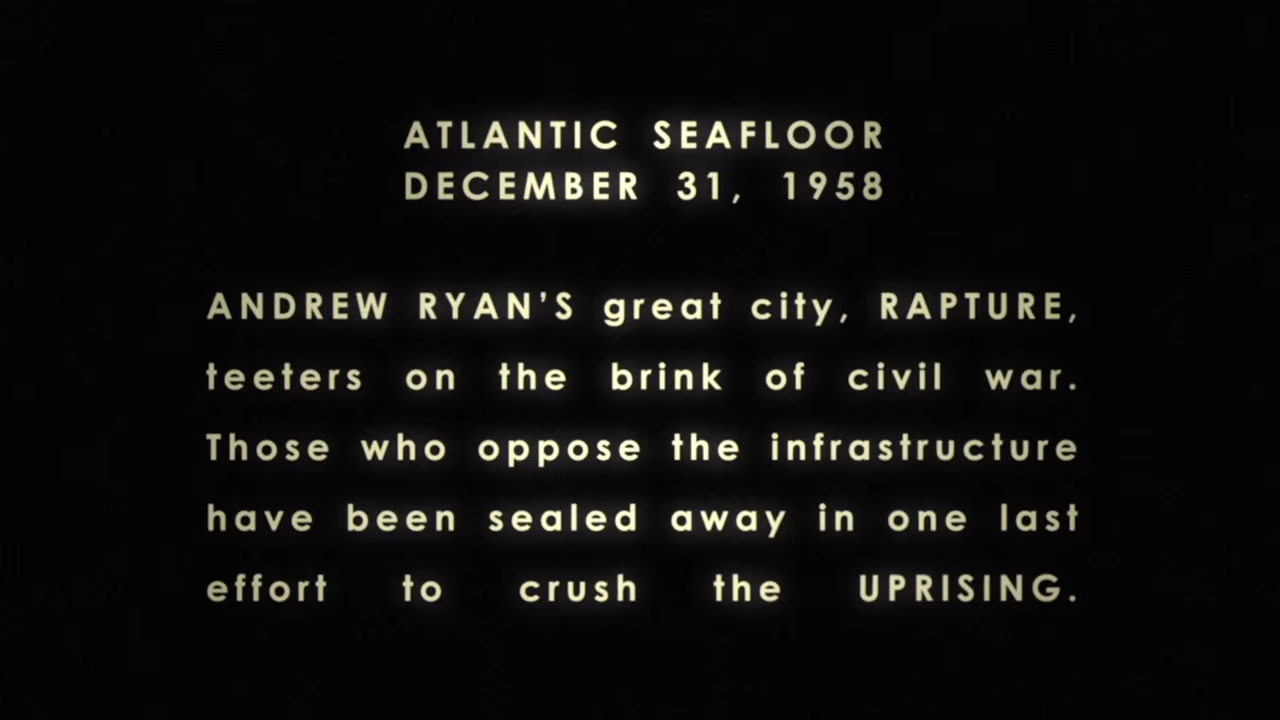 ATLANTIC SEAFLOOR
DECEMBER 31, 1958
ANDREW RYAN’S great city, RAPTURE,
teeters on the brink of civil war.
Those who oppose the infrastructure
have been sealed away in one last
effort to crush the UPRISING.